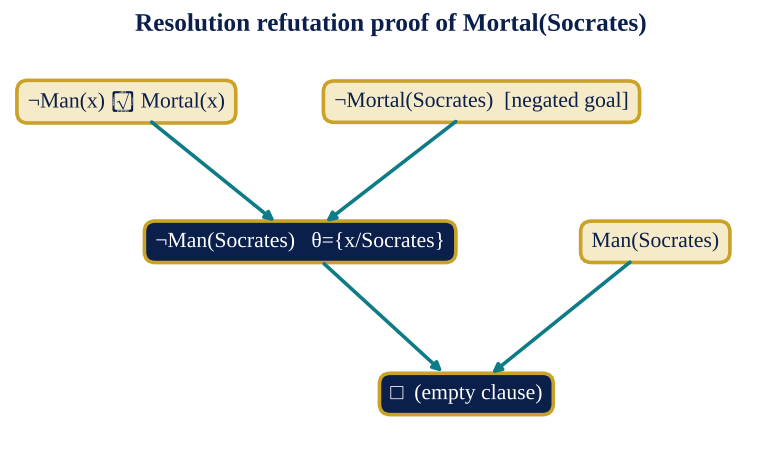 Resolution refutation proof of Mortal(Socrates)
¬Man(x) √ Mortal(x)
¬Mortal(Socrates) [negated goal]
¬Man(Socrates) θ={x/Socrates}
Man(Socrates)
□ (empty clause)